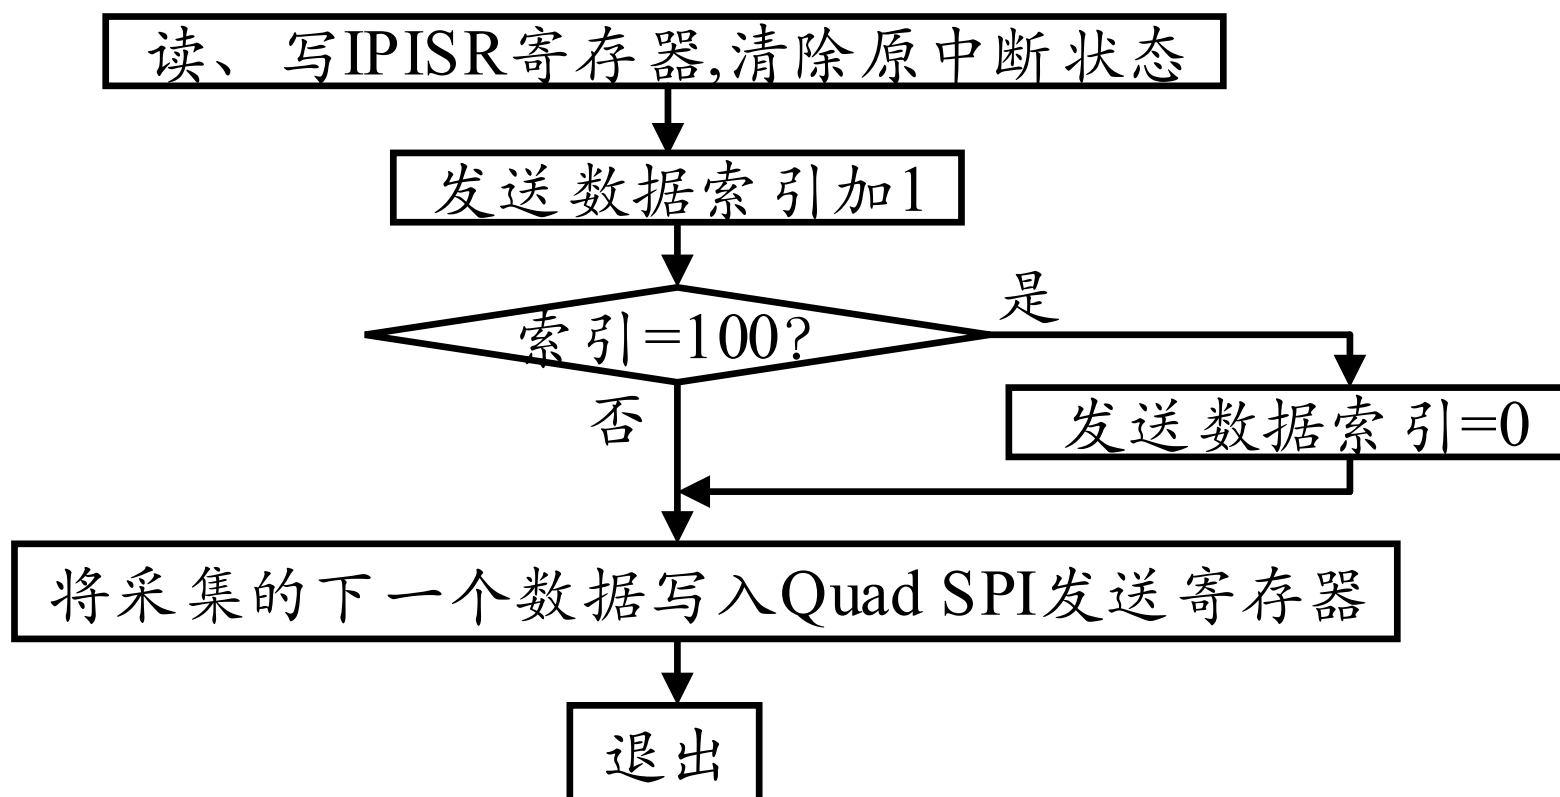 读、写IPISR寄存器,清除原中断状态
发送数据索引加1
索引=100?
是
否
发送数据索引=0
将采集的下一个数据写入Quad SPI发送寄存器
退出